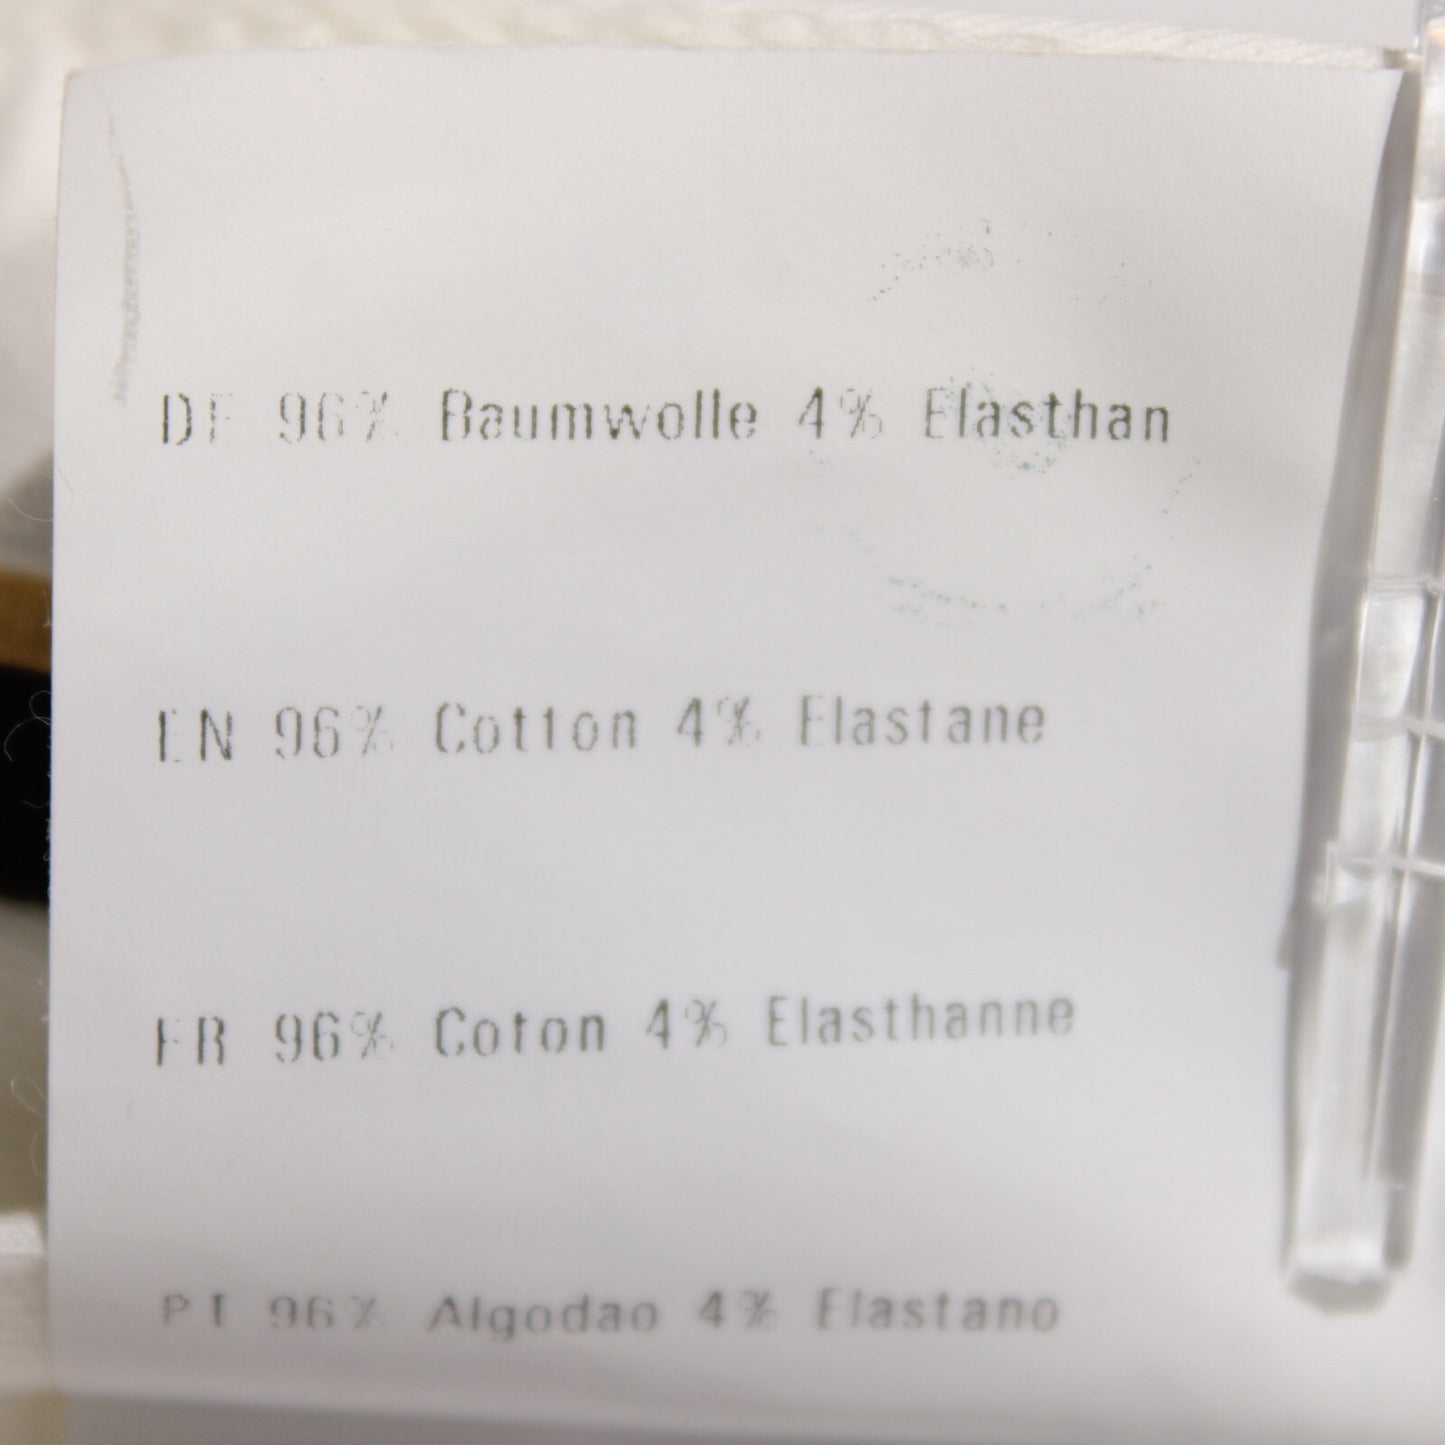 DE 96% Baumwolle 4% Elasthan
EN 96% Cotton 4% Elastane
FR 96% Coton 4% Elasthanne
PT 96% Algodao 4% Elastano